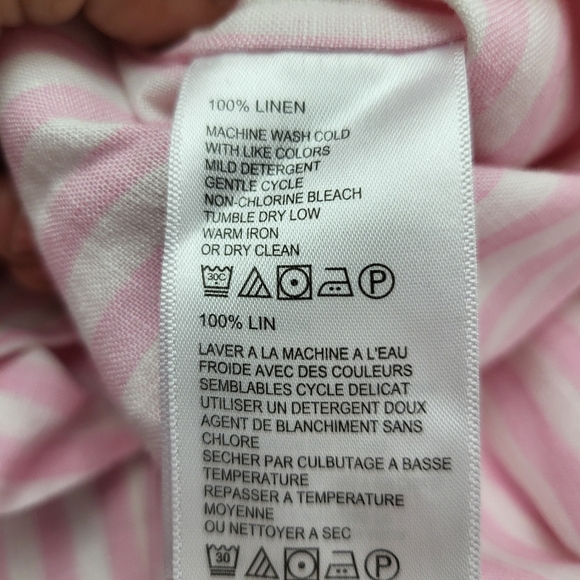 100% LINEN
MACHINE WASH COLD
WITH LIKE COLORS
MILD DETERGENT
GENTLE CYCLE
NON-CHLORINE BLEACH
TUMBLE DRY LOW
WARM IRON
OR DRY CLEAN
30C P
100% LIN
LAVER A LA MACHINE A L'EAU
FROIDE AVEC DES COULEURS
SEMBLABLES CYCLE DELICAT
UTILISER UN DETERGENT DOUX
AGENT DE BLANCHIMENT SANS
CHLORE
SECHER PAR CULBUTAGE A BASSE
TEMPERATURE
REPASSER A TEMPERATURE
MOYENNE
OU NETTOYER A SEC
30 P